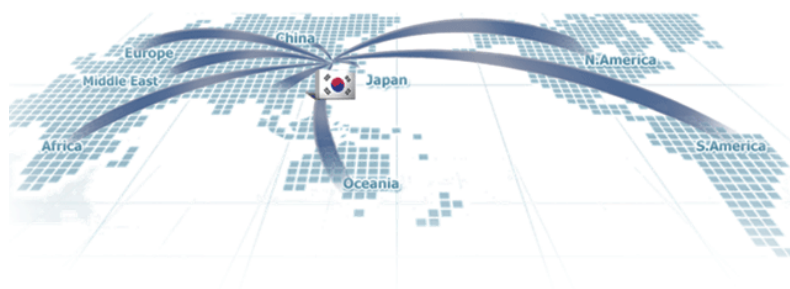 China
Europe
N.America
Middle East
Japan
Africa
S.America
Oceania